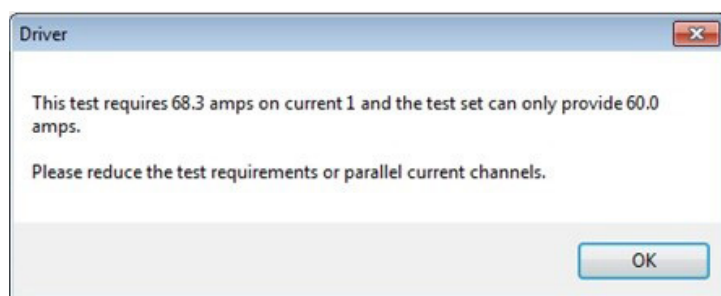 Driver
This test requires 68.3 amps on current 1 and the test set can only provide 60.0
amps.
Please reduce the test requirements or parallel current channels.
OK